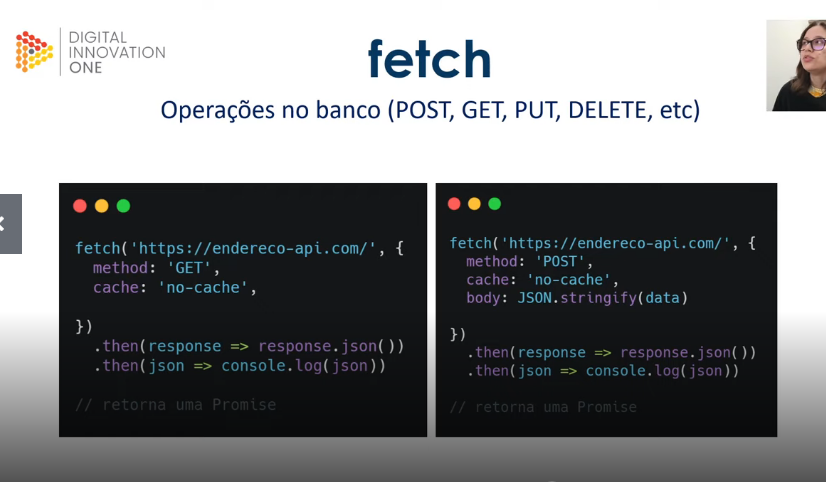 DIGITAL
INNOVATION
ONE
fetch
Operações no banco (POST, GET, PUT, DELETE, etc)
fetch('https://endereco-api.com/', {
method: 'GET',
cache: 'no-cache',
})
.then(response => response.json())
.then(json => console.log(json))
// retorna uma Promise
fetch('https://endereco-api.com/', {
method: 'POST',
cache: 'no-cache',
body: JSON.stringify(data)
})
.then(response => response.json())
.then(json => console.log(json))
// retorna uma Promise